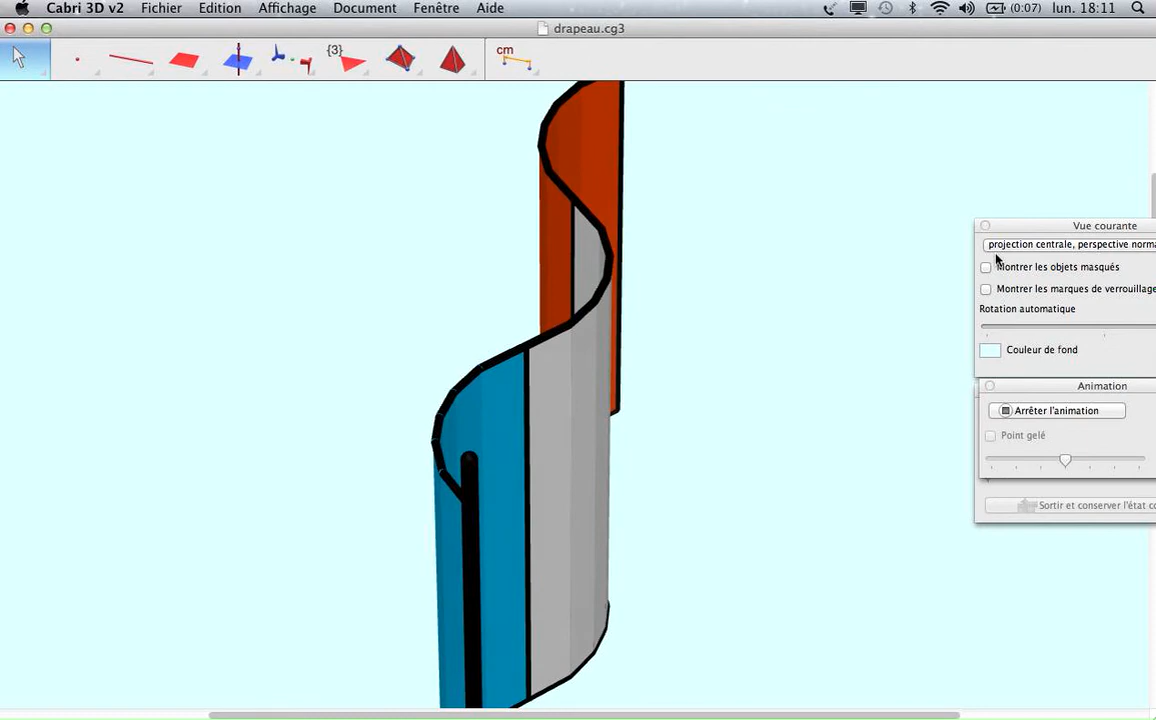 Cabri 3D v2 Fichier Edition Affichage Document Fenêtre Aide (0:07) lun. 18:11
drapeau.cg3
{3} cm
Vue courante
projection centrale, perspective norma
Montrer les objets masqués
Montrer les marques de verrouillage
Rotation automatique
Couleur de fond
Animation
Arrêter l'animation
Point gelé
Sortir et conserver l'état co